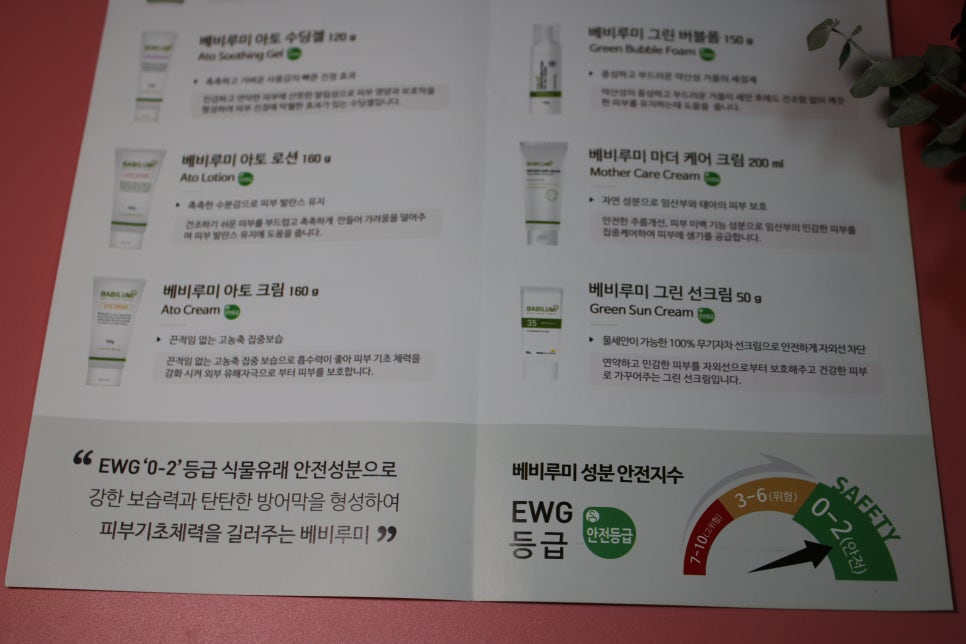 베비루미 아토 수딩젤 120 g
Ato Soothing Gel
▸ 촉촉하고 가벼운 사용감의 빠른 진정 효과
민감하고 연약한 피부에 산뜻한 발림성으로 피부 영양과 보호막을
형성하여 피부 진정에 탁월한 효과가 있는 수딩젤입니다.
베비루미 아토 로션 160 g
Ato Lotion
▸ 촉촉한 수분감으로 피부 발란스 유지
건조하기 쉬운 피부를 부드럽고 촉촉하게 만들어 가려움을 덜어주
며 피부 발란스 유지에 도움을 줍니다.
BABILUMI
베비루미 아토 크림 160 g
Ato Cream 안전등급
▸ 끈적임 없는 고농축 집중보습
끈적임 없는 고농축 집중 보습으로 흡수력이 좋아 피부 기초 체력을
강화 시켜 외부 유해자극으로 부터 피부를 보호합니다.
BABILUMI
ATO CREAM
베비루미 그린 버블폼 150 g
Green Bubble Foam
▸ 풍성하고 부드러운 약산성 거품의 세정제
약산성의 풍성하고 부드러운 거품이 세안 후에도 건조함 없이 깨끗
한 피부를 유지하는데 도움을 줍니다.
베비루미 마더 케어 크림 200 ml
Mother Care Cream
▸ 자연 성분으로 임산부와 태아의 피부 보호
안전한 주름개선, 피부 미백 기능 성분으로 임산부의 민감한 피부를
집중케어하여 피부에 생기를 공급합니다.
BABILUMI
베비루미 그린 선크림 50 g
Green Sun Cream 안전등급
▸ 물세안이 가능한 100% 무기자차 선크림으로 안전하게 자외선 차단
연약하고 민감한 피부를 자외선으로부터 보호해주고 건강한 피부
로 가꾸어주는 그린 선크림입니다.
BABILUMI
35
“ EWG ‘0-2’ 등급 식물유래 안전성분으로
강한 보습력과 탄탄한 방어막을 형성하여
피부기초체력을 길러주는 베비루미 ”
베비루미 성분 안전지수
EWG
등급
안전등급
7-10(고위험)
3-6(위험)
0-2(안전)
SAFETY